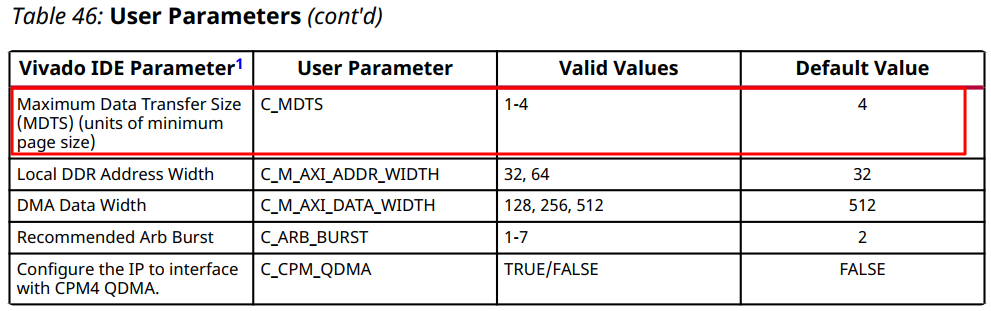 Table 46: User Parameters (cont'd)
Vivado IDE Parameter1 User Parameter Valid Values Default Value
Maximum Data Transfer Size C_MDTS 1-4 4
(MDTS) (units of minimum
page size)
Local DDR Address Width C_M_AXI_ADDR_WIDTH 32, 64 32
DMA Data Width C_M_AXI_DATA_WIDTH 128, 256, 512 512
Recommended Arb Burst C_ARB_BURST 1-7 2
Configure the IP to interface C_CPM_QDMA TRUE/FALSE FALSE
with CPM4 QDMA.